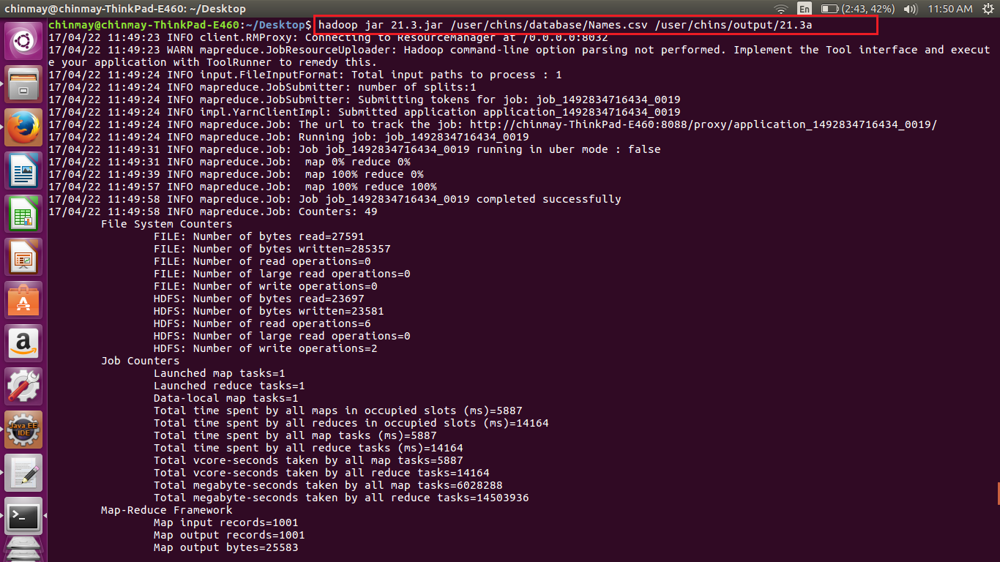 chinmay@chinmay-ThinkPad-E460: ~/Desktop
En
(2:43, 42%)
11:50 AM
chinmay@chinmay-ThinkPad-E460:~/Desktop$ hadoop jar 21.3.jar /user/chins/database/Names.csv /user/chins/output/21.3a
17/04/22 11:49:23 INFO client.RMProxy: Connecting to ResourceManager at /0.0.0.0:8032
17/04/22 11:49:23 WARN mapreduce.JobResourceUploader: Hadoop command-line option parsing not performed. Implement the Tool interface and execut
e your application with ToolRunner to remedy this.
17/04/22 11:49:24 INFO input.FileInputFormat: Total input paths to process : 1
17/04/22 11:49:24 INFO mapreduce.JobSubmitter: number of splits:1
17/04/22 11:49:24 INFO mapreduce.JobSubmitter: Submitting tokens for job: job_1492834716434_0019
17/04/22 11:49:24 INFO impl.YarnClientImpl: Submitted application application_1492834716434_0019
17/04/22 11:49:24 INFO mapreduce.Job: The url to track the job: http://chinmay-ThinkPad-E460:8088/proxy/application_1492834716434_0019/
17/04/22 11:49:24 INFO mapreduce.Job: Running job: job_1492834716434_0019
17/04/22 11:49:31 INFO mapreduce.Job: Job job_1492834716434_0019 running in uber mode : false
17/04/22 11:49:31 INFO mapreduce.Job:  map 0% reduce 0%
17/04/22 11:49:39 INFO mapreduce.Job:  map 100% reduce 0%
17/04/22 11:49:57 INFO mapreduce.Job:  map 100% reduce 100%
17/04/22 11:49:58 INFO mapreduce.Job: Job job_1492834716434_0019 completed successfully
17/04/22 11:49:58 INFO mapreduce.Job: Counters: 49
File System Counters
FILE: Number of bytes read=27591
FILE: Number of bytes written=285357
FILE: Number of read operations=0
FILE: Number of large read operations=0
FILE: Number of write operations=0
HDFS: Number of bytes read=23697
HDFS: Number of bytes written=23581
HDFS: Number of read operations=6
HDFS: Number of large read operations=0
HDFS: Number of write operations=2
Job Counters
Launched map tasks=1
Launched reduce tasks=1
Data-local map tasks=1
Total time spent by all maps in occupied slots (ms)=5887
Total time spent by all reduces in occupied slots (ms)=14164
Total time spent by all map tasks (ms)=5887
Total time spent by all reduce tasks (ms)=14164
Total vcore-seconds taken by all map tasks=5887
Total vcore-seconds taken by all reduce tasks=14164
Total megabyte-seconds taken by all map tasks=6028288
Total megabyte-seconds taken by all reduce tasks=14503936
Map-Reduce Framework
Map input records=1001
Map output records=1001
Map output bytes=25583
a
Java EE
IDE
>_